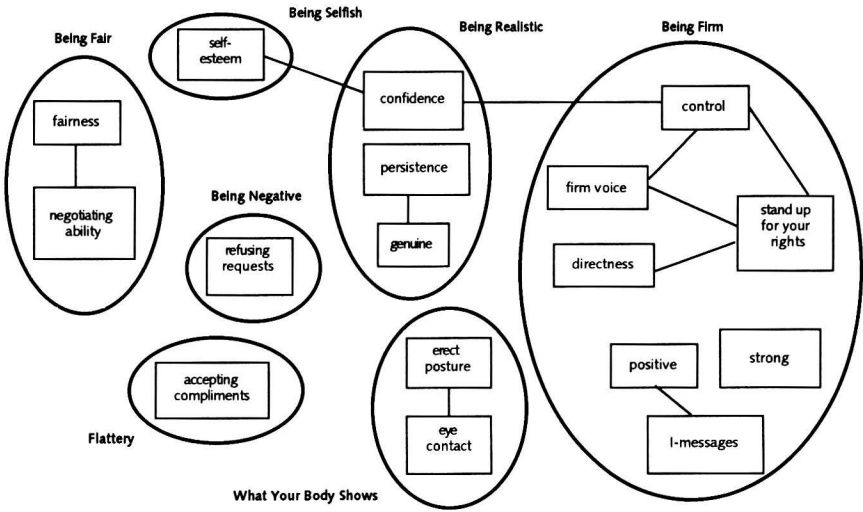 Being Selfish
Being Realistic
Being Firm
Being Fair
self-
esteem
confidence
control
fairness
persistence
firm voice
stand up
for your
rights
negotiating
ability
Being Negative
refusing
requests
genuine
directness
erect
posture
positive
strong
accepting
compliments
eye
contact
I-messages
Flattery
What Your Body Shows